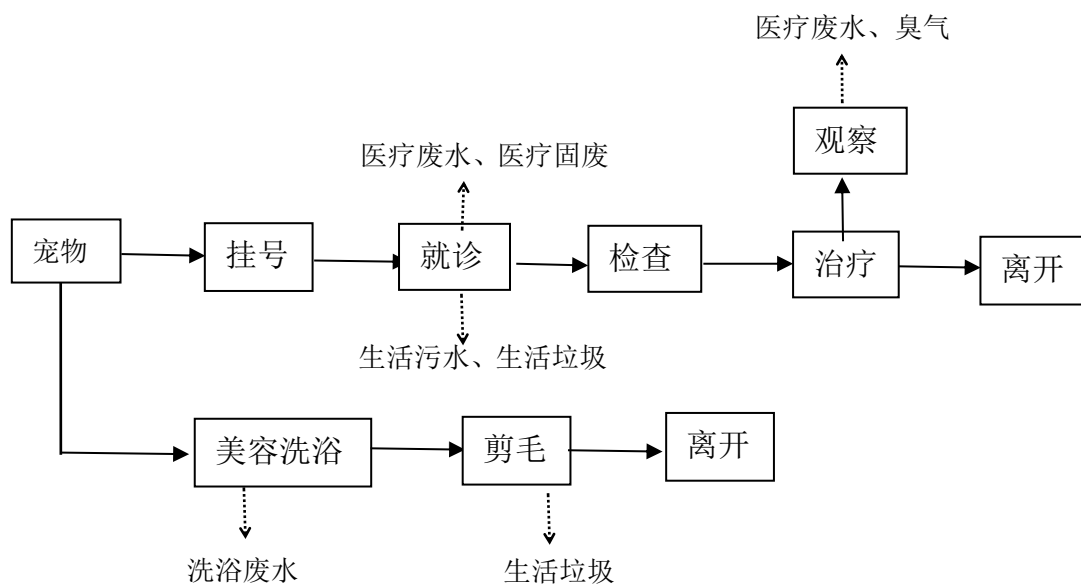 医疗废水、臭气
观察
医疗废水、医疗固废
宠物
挂号
就诊
检查
治疗
离开
生活污水、生活垃圾
美容洗浴
剪毛
离开
洗浴废水
生活垃圾